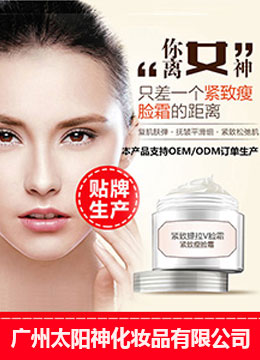 你离“女”神
只差一个紧致瘦
脸霜的距离
复肌肤弹·抚皱平滑细·紧致松弛肌
本产品支持OEM/ODM订单生产
贴牌
生产
紧致提拉V脸霜
紧致瘦脸霜
广州太阳神化妆品有限公司